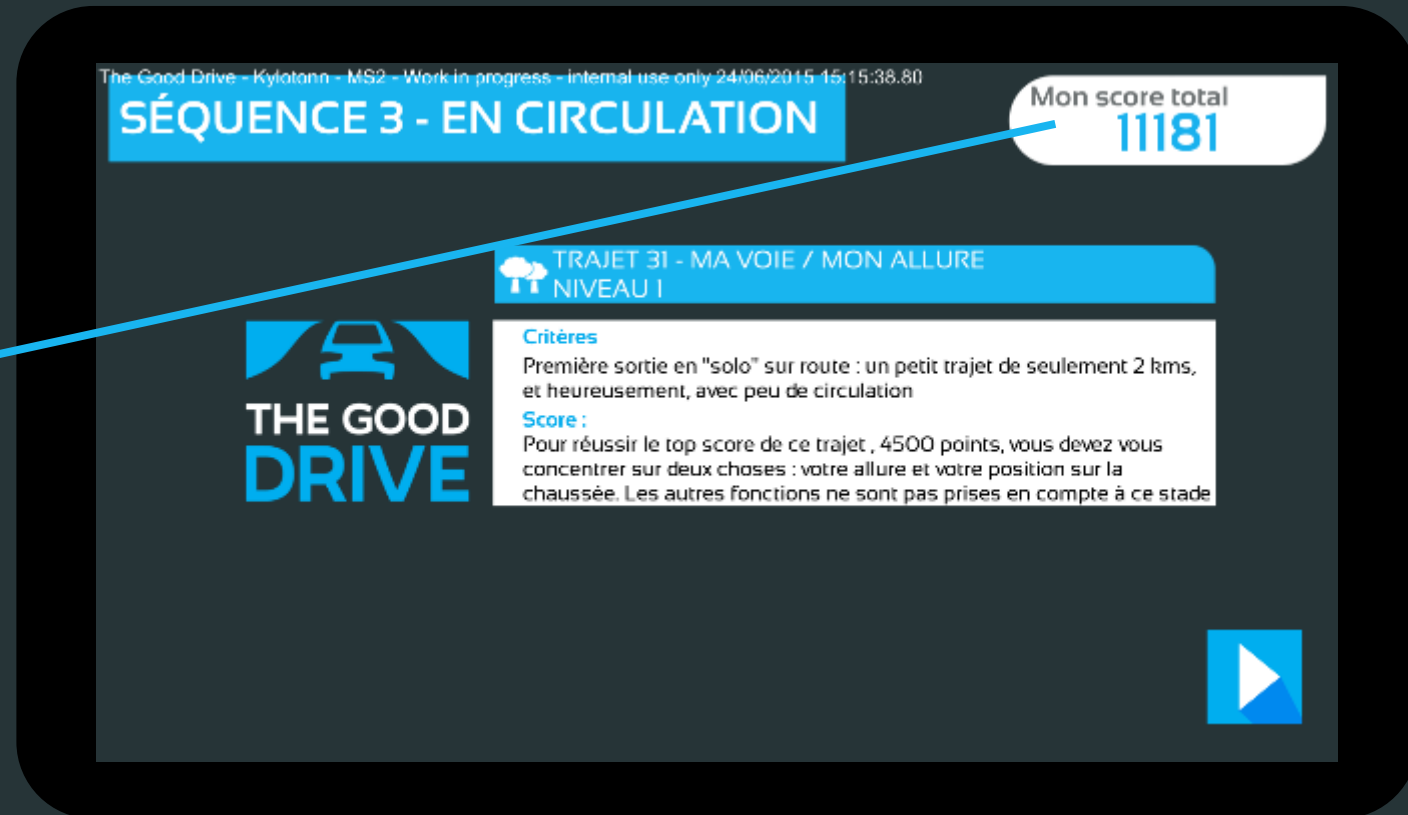 The Good Drive - Kylotonn - MS2 - Work in progress - internal use only 24/06/2015 15:15:38.80
SÉQUENCE 3 - EN CIRCULATION
Mon score total
11181
TRAJET 31 - MA VOIE / MON ALLURE
NIVEAU 1
THE GOOD
DRIVE
Critères
Première sortie en "solo" sur route : un petit trajet de seulement 2 kms,
et heureusement, avec peu de circulation
Score :
Pour réussir le top score de ce trajet , 4500 points, vous devez vous
concentrer sur deux choses : votre allure et votre position sur la
chaussée. Les autres fonctions ne sont pas prises en compte à ce stade